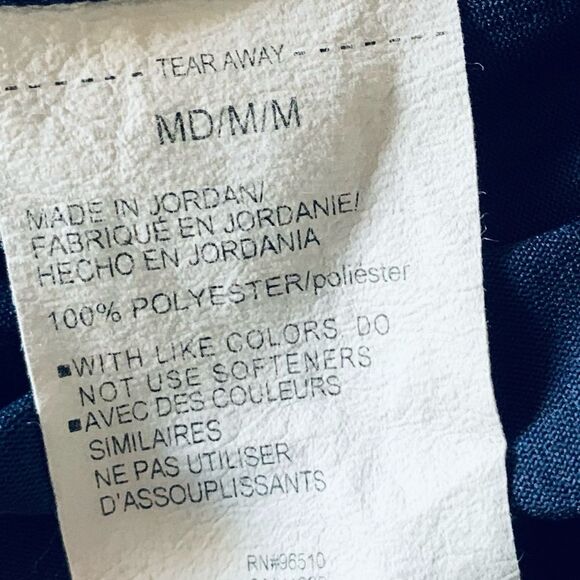 TEAR AWAY
MD/M/M
MADE IN JORDAN/
FABRIQUÉ EN JORDANIE/
HECHO EN JORDANIA
100% POLYESTER/poliéster
▪WITH LIKE COLORS. DO
NOT USE SOFTENERS
▪AVEC DES COULEURS
SIMILAIRES
NE PAS UTILISER
D'ASSOUPLISSANTS
RN#96510